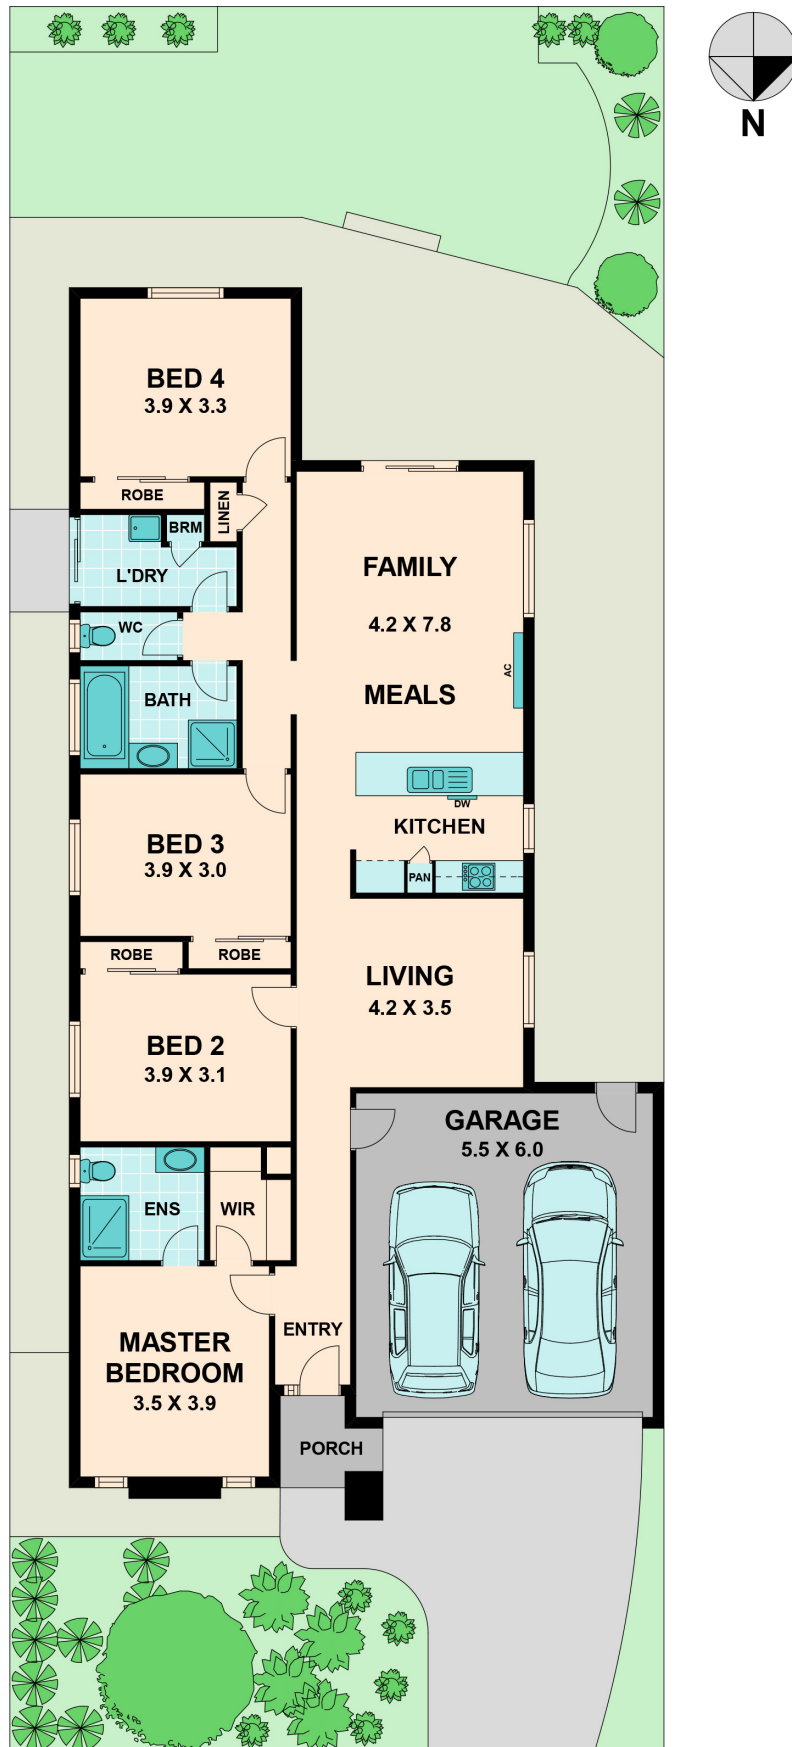 N
BED 4
3.9 X 3.3
ROBE
LINEN
BRM
L'DRY
FAMILY
4.2 X 7.8
WC
AC
MEALS
BATH
DW
KITCHEN
BED 3
3.9 X 3.0
PAN
ROBE
ROBE
LIVING
4.2 X 3.5
BED 2
3.9 X 3.1
GARAGE
5.5 X 6.0
ENS
WIR
ENTRY
MASTER
BEDROOM
3.5 X 3.9
PORCH